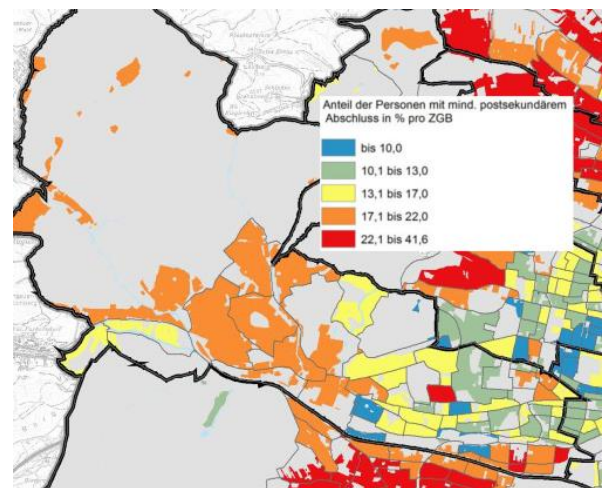 Anteil der Personen mit mind. postsekundärem
Abschluss in % pro ZGB
bis 10,0
10,1 bis 13,0
13,1 bis 17,0
17,1 bis 22,0
22,1 bis 41,6